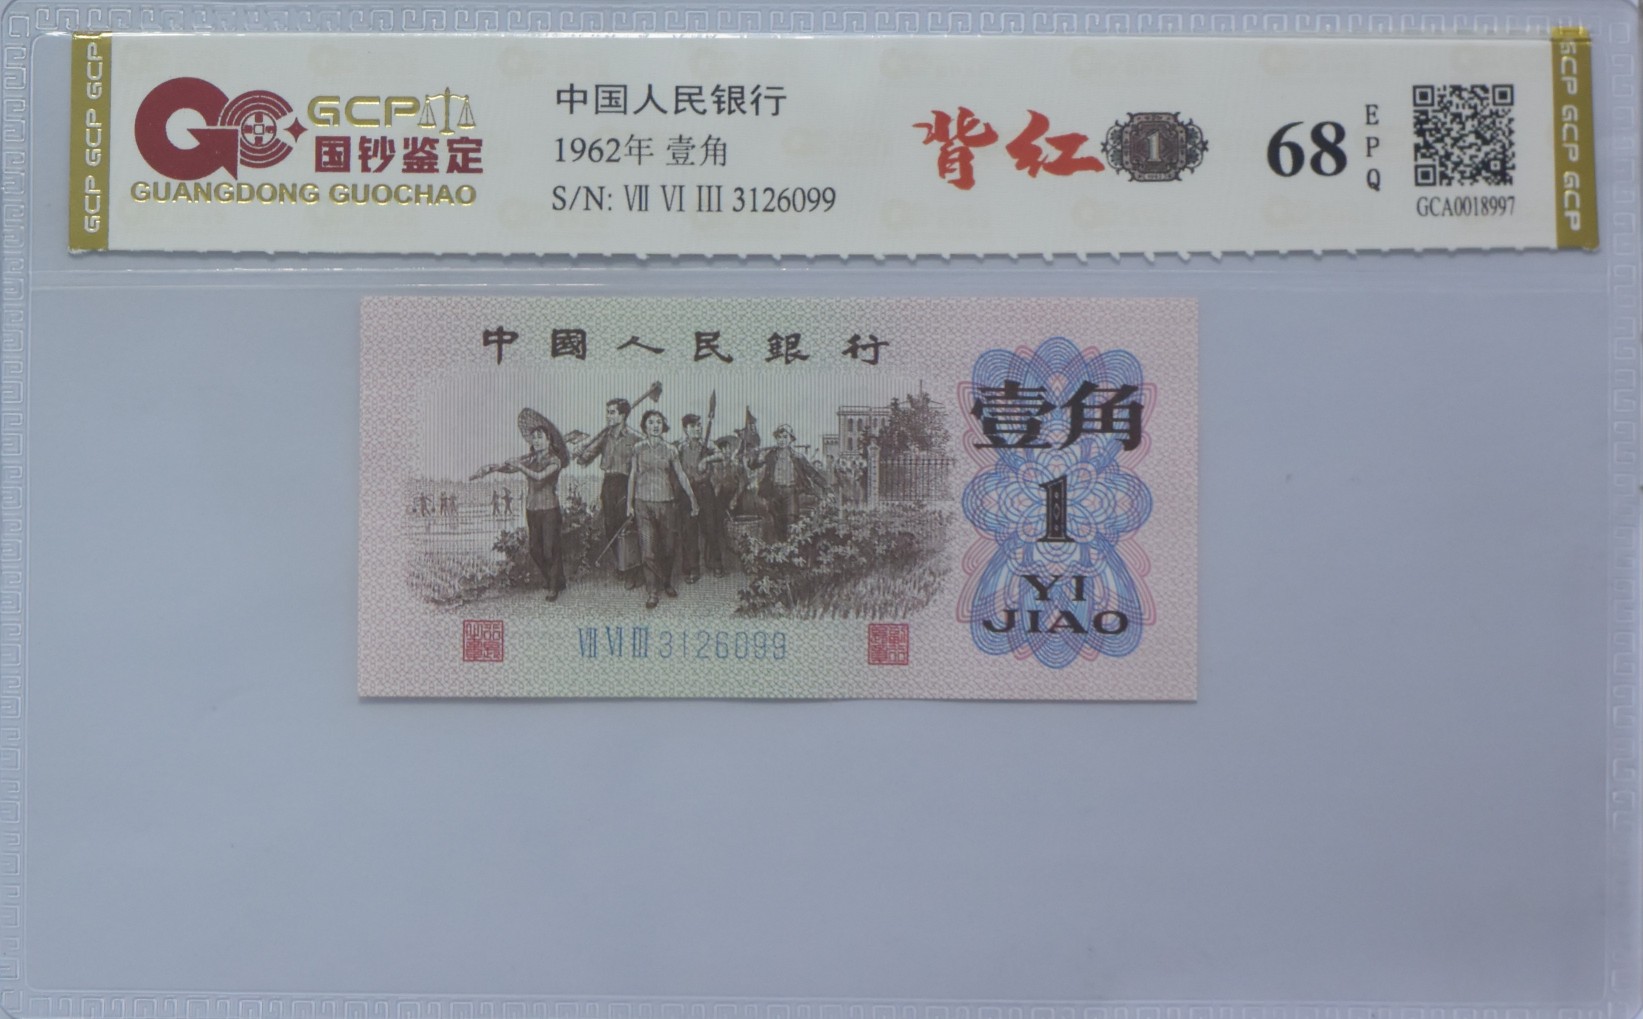 GCP GCP GCP
GCP
国钞鉴定
GUANGDONG GUOCHAO
中国人民银行
1962年 壹角
S/N: Ⅶ Ⅵ Ⅲ 3126099
背红
1
68
EPQ
GCA0018997
GCP GCP GCP
中國人民銀行
壹角
1
YI
JIAO
Ⅶ Ⅵ Ⅲ 3126099